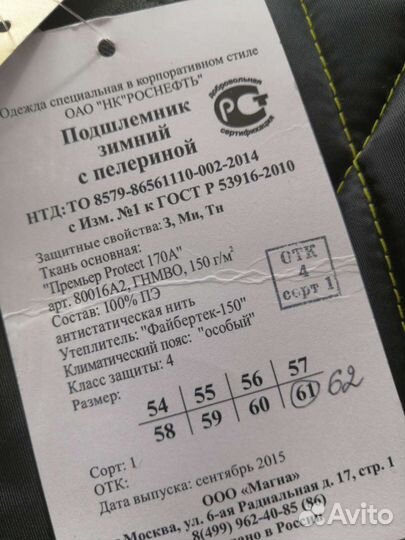 Одежда специальная в корпоративном стиле
ОАО "НК"РОСНЕФТЬ"
Подшлемник
зимний
с пелериной
добровольная
РСТ
сертификация
НТД: ТО 8579-86561110-002-2014
с Изм. №1 к ГОСТ Р 53916-2010
Защитные свойства: З, Ми, Тн
Ткань основная:
"Премьер Protect 170А"
арт. 80016А2, ГНМВО, 150 г/м²
Состав: 100% ПЭ
антистатическая нить
Утеплитель: "Файбертек-150"
Климатический пояс: "особый"
Класс защиты: 4
Размер:
ОТК
4
сорт 1
54 55 56 57
58 59 60 61 62
Сорт: 1
ОТК:
Дата выпуска: сентябрь 2015
ООО «Магна»
Москва, ул. 6-ая Радиальная д. 17, стр. 1
8(499) 962-40-85 (86)
в России
Avito